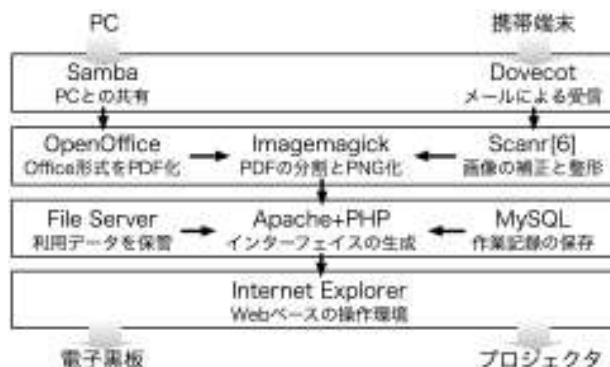 PC 携帯端末
Samba Dovecot
PCとの共有 メールによる受信
OpenOffice Imagemagick Scanr[6]
Office形式をPDF化 PDFの分割とPNG化 画像の補正と整形
File Server Apache+PHP MySQL
利用データを保管 インターフェイスの生成 作業記録の保存
Internet Explorer
Webベースの操作環境
電子黒板 プロジェクタ